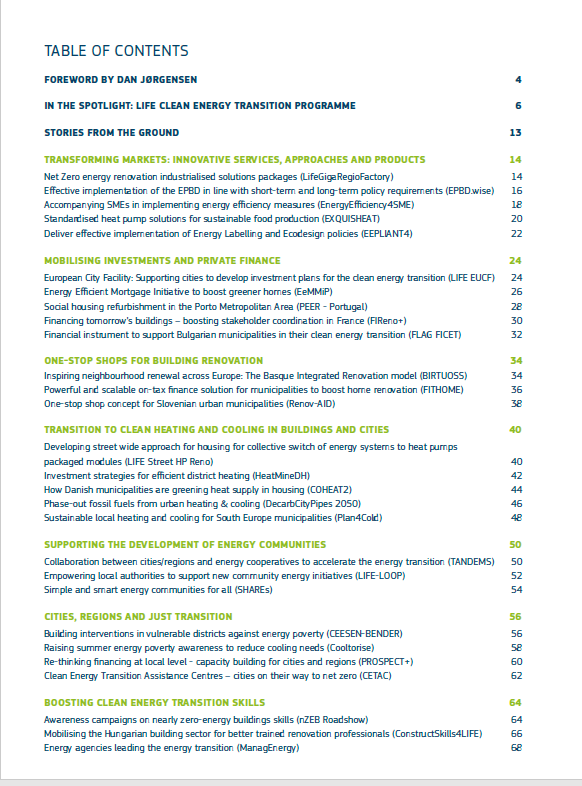 TABLE OF CONTENTS
FOREWORD BY DAN JØRGENSEN 4
IN THE SPOTLIGHT: LIFE CLEAN ENERGY TRANSITION PROGRAMME 6
STORIES FROM THE GROUND 13
TRANSFORMING MARKETS: INNOVATIVE SERVICES, APPROACHES AND PRODUCTS 14
Net Zero energy renovation industrialised solutions packages (LifeGigaRegioFactory) 14
Effective implementation of the EPBD in line with short-term and long-term policy requirements (EPBD.wise) 16
Accompanying SMEs in implementing energy efficiency measures (EnergyEfficiency4SME) 18
Standardised heat pump solutions for sustainable food production (EXQUISHEAT) 20
Deliver effective implementation of Energy Labelling and Ecodesign policies (EEPLIANT4) 22
MOBILISING INVESTMENTS AND PRIVATE FINANCE 24
European City Facility: Supporting cities to develop investment plans for the clean energy transition (LIFE EUCF) 24
Energy Efficient Mortgage Initiative to boost greener homes (EeMMiP) 26
Social housing refurbishment in the Porto Metropolitan Area (PEER - Portugal) 28
Financing tomorrow's buildings – boosting stakeholder coordination in France (FIReno+) 30
Financial instrument to support Bulgarian municipalities in their clean energy transition (FLAG FICET) 32
ONE-STOP SHOPS FOR BUILDING RENOVATION 34
Inspiring neighbourhood renewal across Europe: The Basque Integrated Renovation model (BIRTUOSS) 34
Powerful and scalable on-tax finance solution for municipalities to boost home renovation (FITHOME) 36
One-stop shop concept for Slovenian urban municipalities (Renov-AID) 38
TRANSITION TO CLEAN HEATING AND COOLING IN BUILDINGS AND CITIES 40
Developing street wide approach for housing for collective switch of energy systems to heat pumps
packaged modules (LIFE Street HP Reno) 40
Investment strategies for efficient district heating (HeatMineDH) 42
How Danish municipalities are greening heat supply in housing (COHEAT2) 44
Phase-out fossil fuels from urban heating & cooling (DecarbCityPipes 2050) 46
Sustainable local heating and cooling for South Europe municipalities (Plan4Cold) 48
SUPPORTING THE DEVELOPMENT OF ENERGY COMMUNITIES 50
Collaboration between cities/regions and energy cooperatives to accelerate the energy transition (TANDEMS) 50
Empowering local authorities to support new community energy initiatives (LIFE-LOOP) 52
Simple and smart energy communities for all (SHAREs) 54
CITIES, REGIONS AND JUST TRANSITION 56
Building interventions in vulnerable districts against energy poverty (CEESEN-BENDER) 56
Raising summer energy poverty awareness to reduce cooling needs (Cooltorise) 58
Re-thinking financing at local level - capacity building for cities and regions (PROSPECT+) 60
Clean Energy Transition Assistance Centres – cities on their way to net zero (CETAC) 62
BOOSTING CLEAN ENERGY TRANSITION SKILLS 64
Awareness campaigns on nearly zero-energy buildings skills (nZEB Roadshow) 64
Mobilising the Hungarian building sector for better trained renovation professionals (ConstructSkills4LIFE) 66
Energy agencies leading the energy transition (ManagEnergy) 68